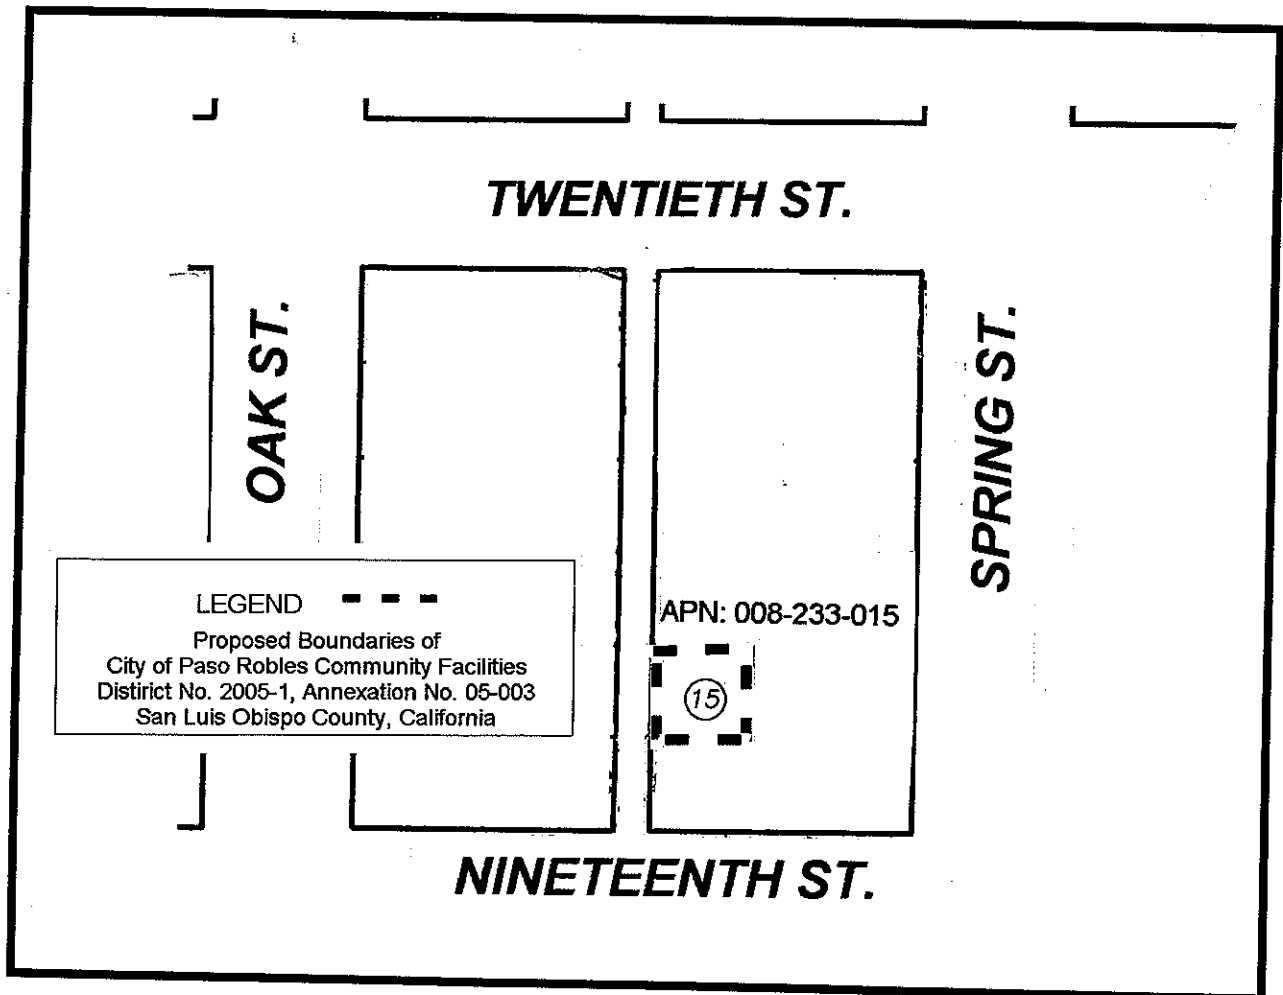 TWENTIETH ST.
OAK ST.
SPRING ST.
LEGEND
Proposed Boundaries of
City of Paso Robles Community Facilities
Distirict No. 2005-1, Annexation No. 05-003
San Luis Obispo County, California
APN: 008-233-015
15
NINETEENTH ST.